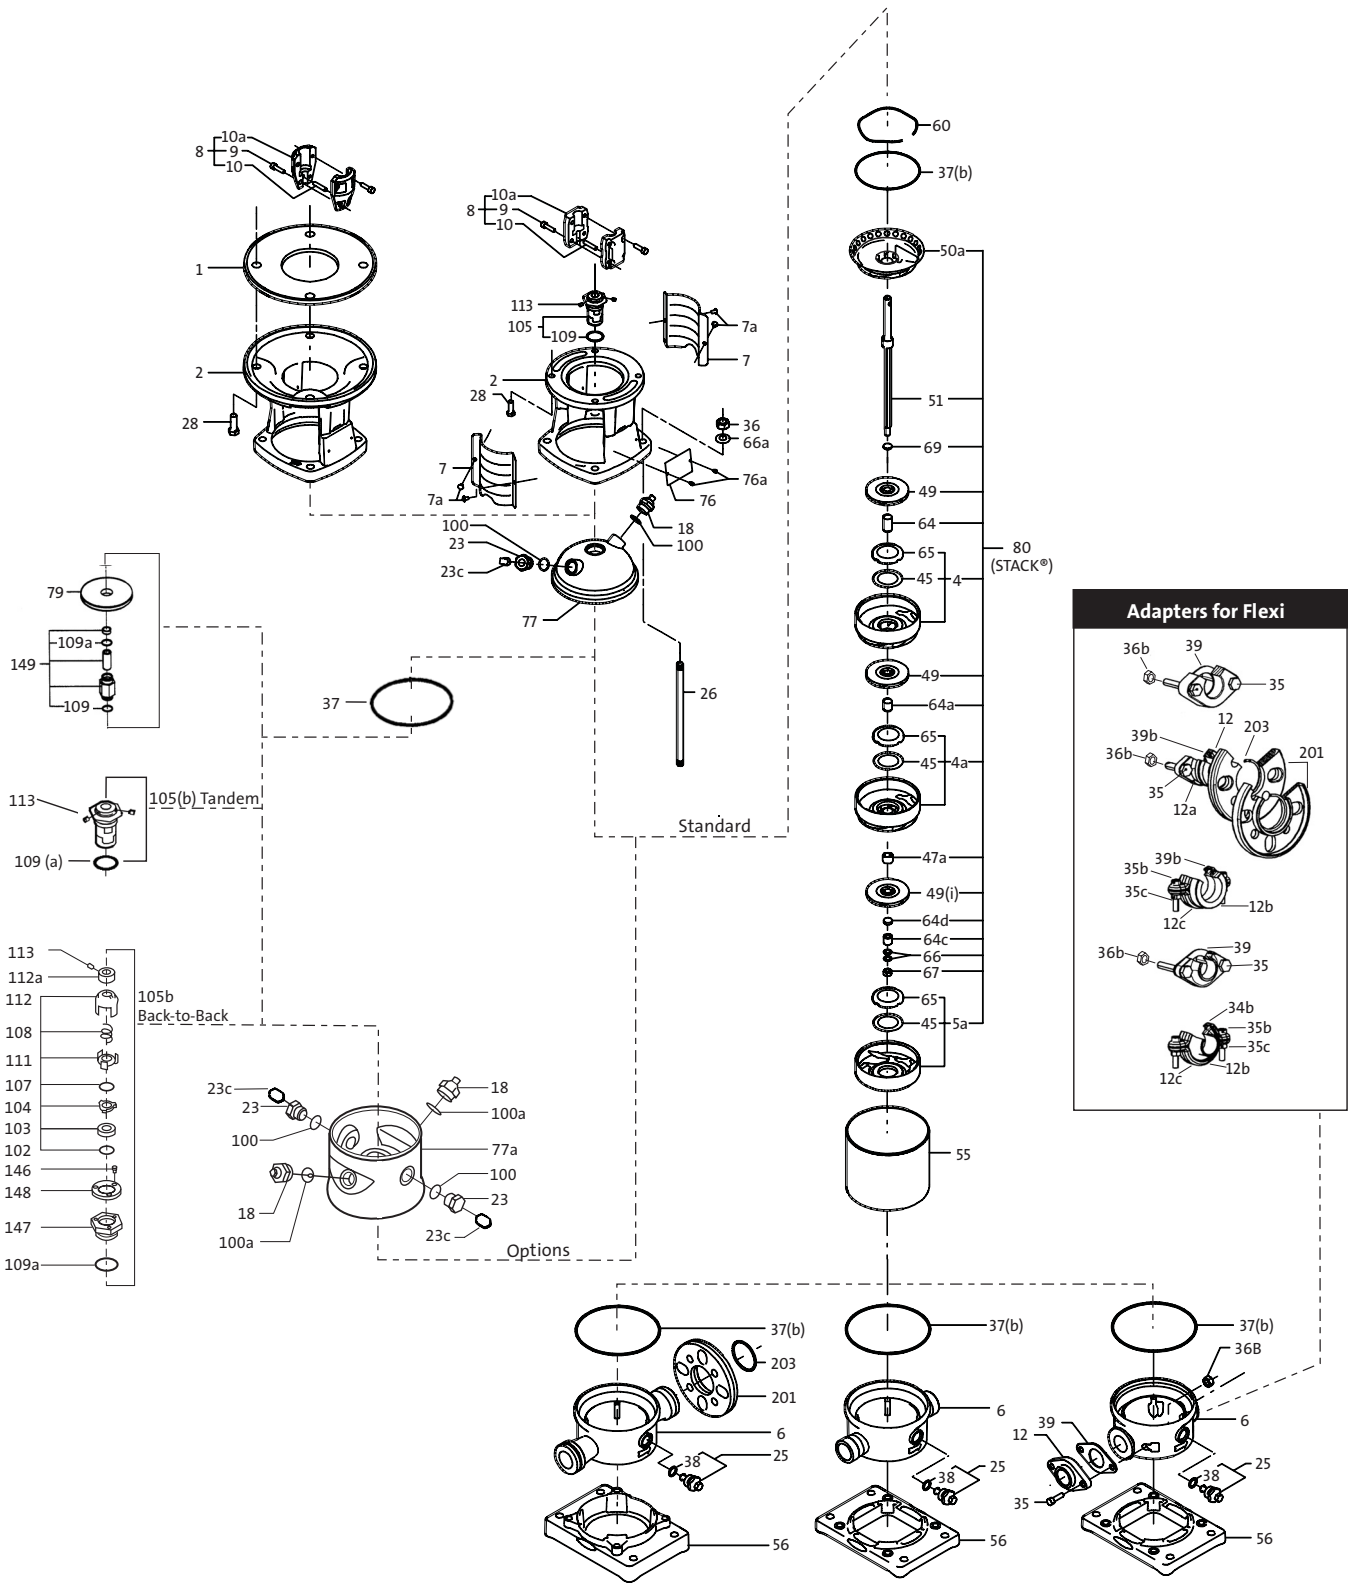 60
37(b)
10a
8
9
10
10a
8
9
10
50a
1
113
105
109
7a
7
2
2
28
51
28
36
66a
69
7
76a
7a
76
49
100
18
64
23
100
65
80
(STACK®)
23c
45
4
79
77
Adapters for Flexi
109a
36b
39
149
49
35
37
26
64a
109
12
203
39b
65
201
36b
45
4a
35
12a
113
105(b) Tandem
Standard
47a
39b
35b
109 (a)
49(i)
35c
12b
64d
12c
113
64c
39
112a
66
36b
35
67
112
105b
Back-to-Back
65
34b
108
45
5a
35b
111
35c
107
23c
18
12c
12b
104
23
100a
103
100
102
77a
55
146
100
148
23
18
147
23c
100a
Options
109a
37(b)
37(b)
37(b)
36B
203
201
6
6
39
6
12
38
25
38
25
38
25
35
56
56
56